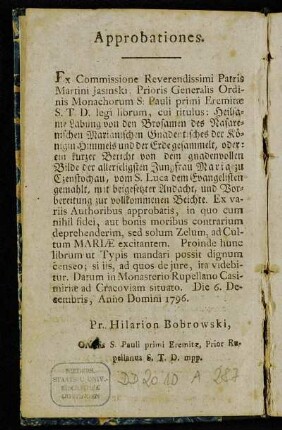 Approbationes.
Ex Commissione Reverendissimi Patris
Martini Jasinski, Prioris Generalis Ordi-
nis Monachorum S. Pauli primi Eremitæ
S. T. D. legi librum, cui titulus: Heilsa-
me Labung von den Brosamen des Nasare-
nischen Marianischen Gnadentisches der Kö-
nigin Himmels und der Erde gesammelt, oder:
ein kurzer Bericht von dem gnadenvollen
Bilde der allerseligsten Jungfrau Maria zu
Czenstochau, vom S. Luca dem Evangelisten
gemahlt, mit beigesetzter Andacht, und Vor-
bereitung zur vollkommenen Beichte. Ex va-
riis Authoribus approbatis, in quo cum
nihil fidei, aut bonis moribus contrarium
deprehenderim, sed solum Zelum, ad Cul-
tum MARIÆ excitantem. Proinde hunc
librum ut Typis mandari possit dignum
censeo; si iis, ad quos de jure, ita videbi-
tur. Datum in Monasterio Rupellano Casi-
miriæ ad Cracoviam situato. Die 6. De-
cembris, Anno Domini 1796.
Pr. Hilarion Bobrowski,
S. Pauli primi Eremitæ, Prior Ru-
pellanus S. T. D. mpp.
DD2010 A 287